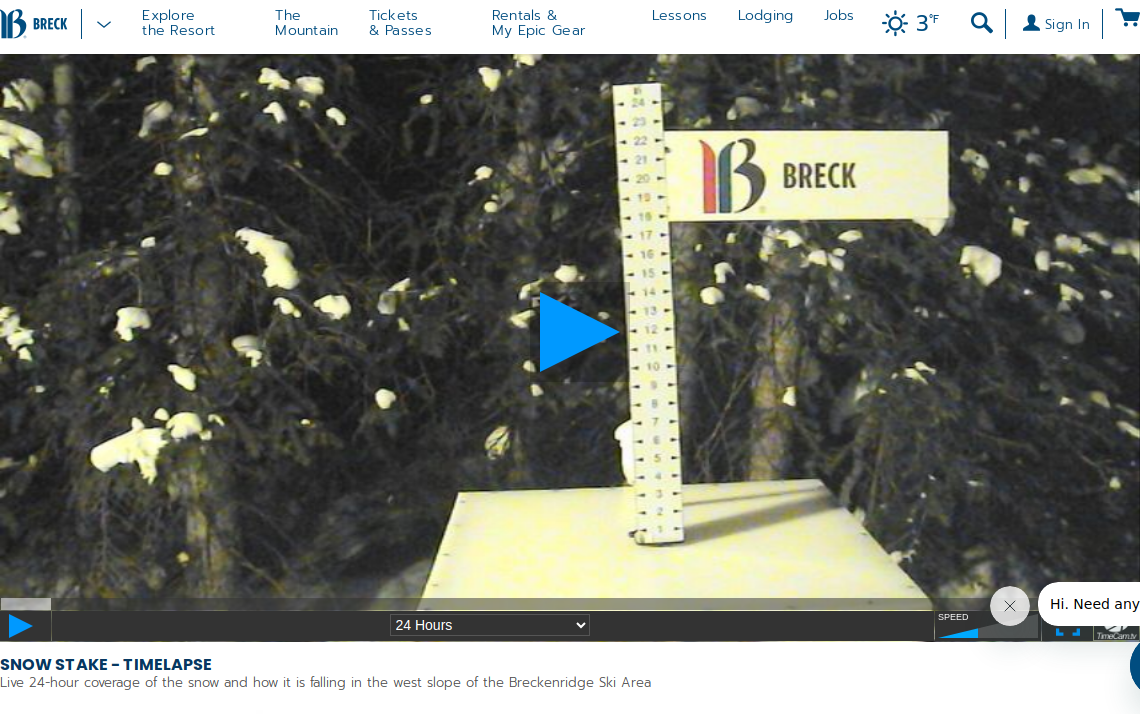 BRECK
Explore
the Resort
The
Mountain
Tickets
& Passes
Rentals &
My Epic Gear
Lessons
Lodging
Jobs
3°F
Sign In
24
23
22
21
20
19
18
17
16
15
14
13
12
11
10
9
8
7
6
5
4
3
2
1
BRECK
24 Hours
SPEED
Hi. Need any
TimeCam.tv
SNOW STAKE - TIMELAPSE
Live 24-hour coverage of the snow and how it is falling in the west slope of the Breckenridge Ski Area